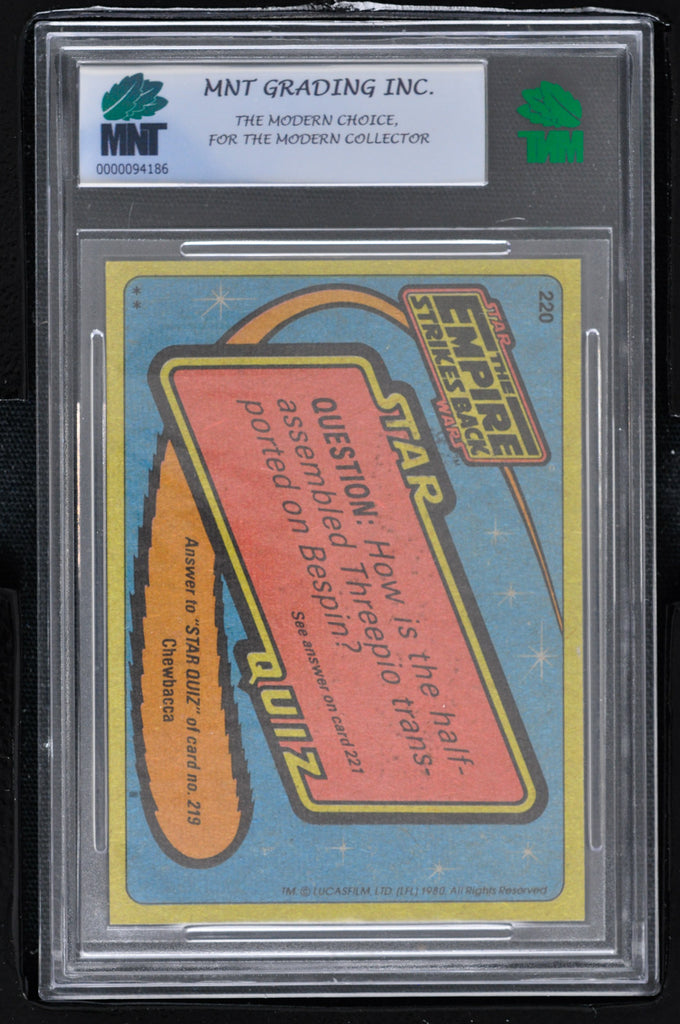 MNT GRADING INC.
THE MODERN CHOICE,
FOR THE MODERN COLLECTOR
MNT
0000094186
MNT
220
STAR
THE
EMPIRE
STRIKES BACK
WARS
TM
STAR
QUIZ
QUESTION: How is the half-
assembled Threepio trans-
ported on Bespin?
See answer on card 221
Answer to "STAR QUIZ" of card no. 219
Chewbacca
* *
TM. © LUCASFILM, LTD. (LFL) 1980. All Rights Reserved